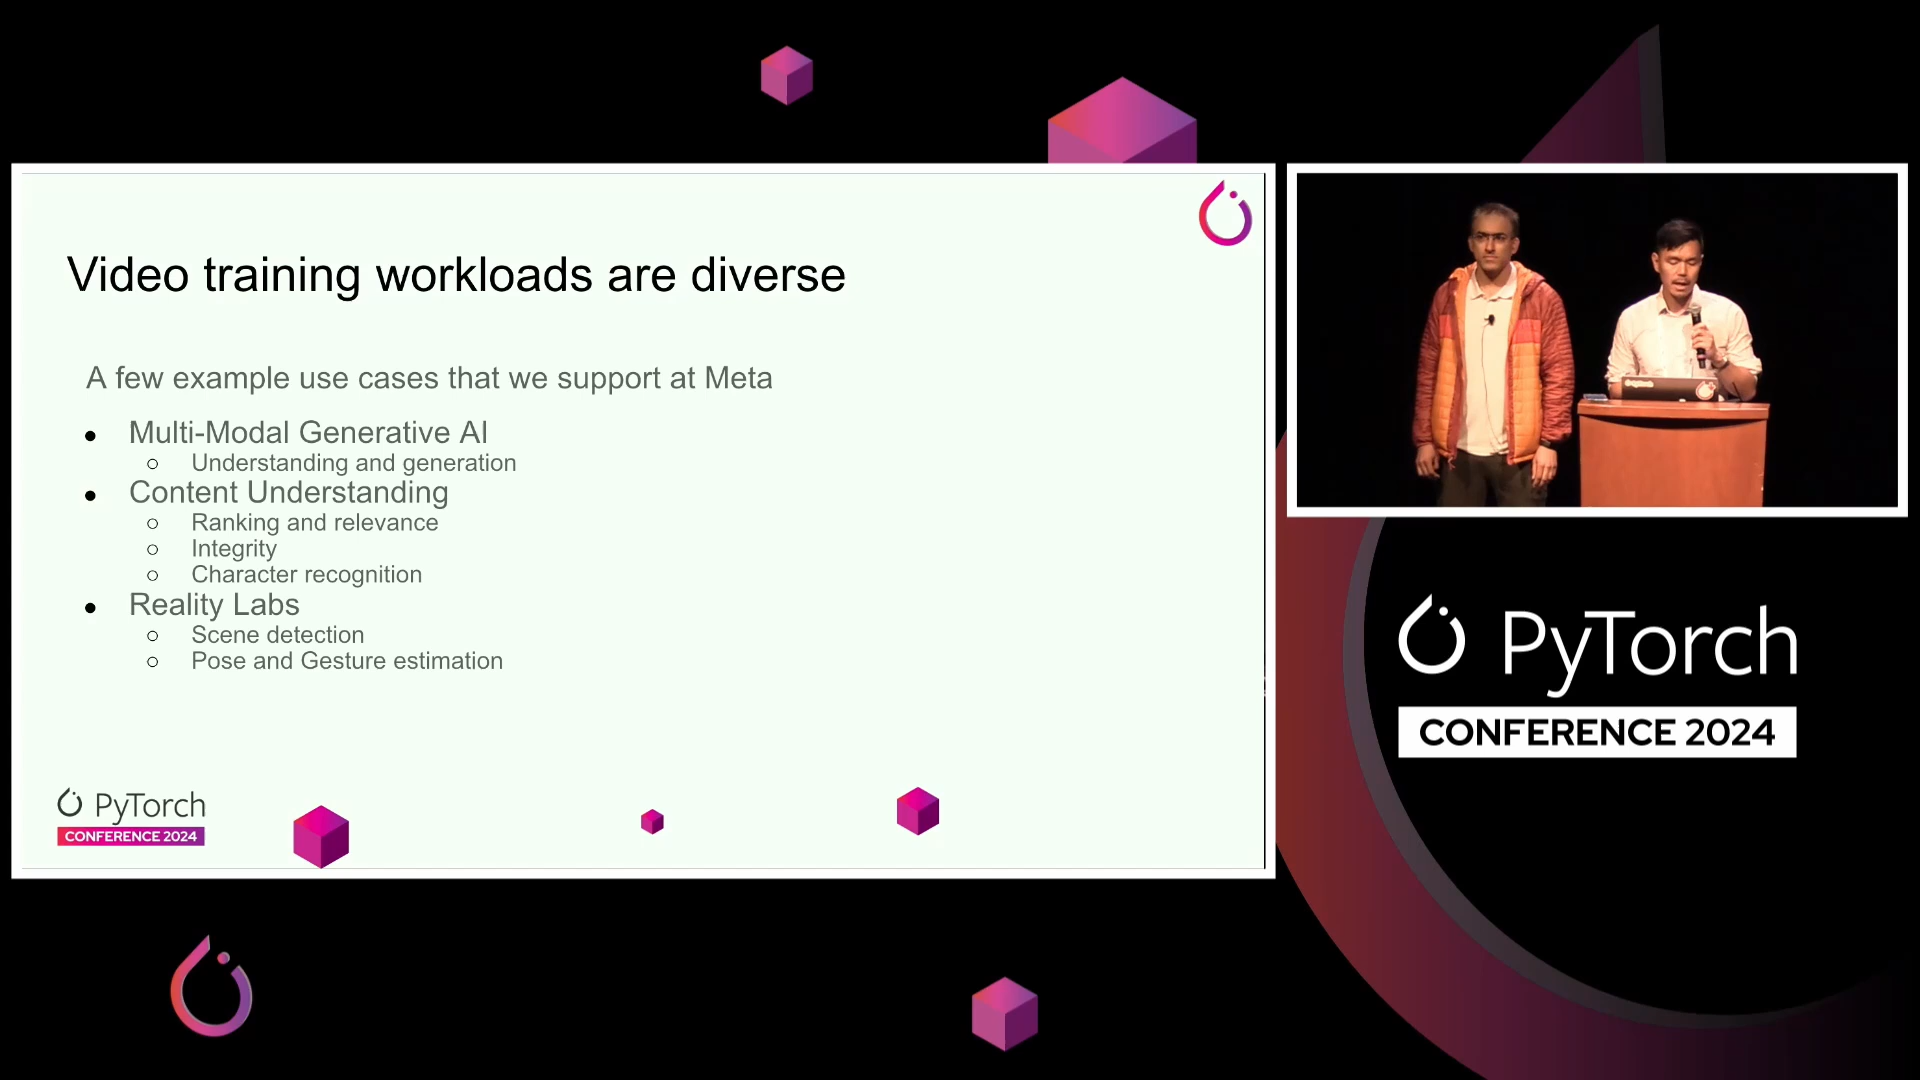 Video training workloads are diverse
A few example use cases that we support at Meta
Multi-Modal Generative AI
Understanding and generation
Content Understanding
Ranking and relevance
Integrity
Character recognition
Reality Labs
Scene detection
Pose and Gesture estimation
PyTorch
CONFERENCE 2024
PyTorch
CONFERENCE 2024